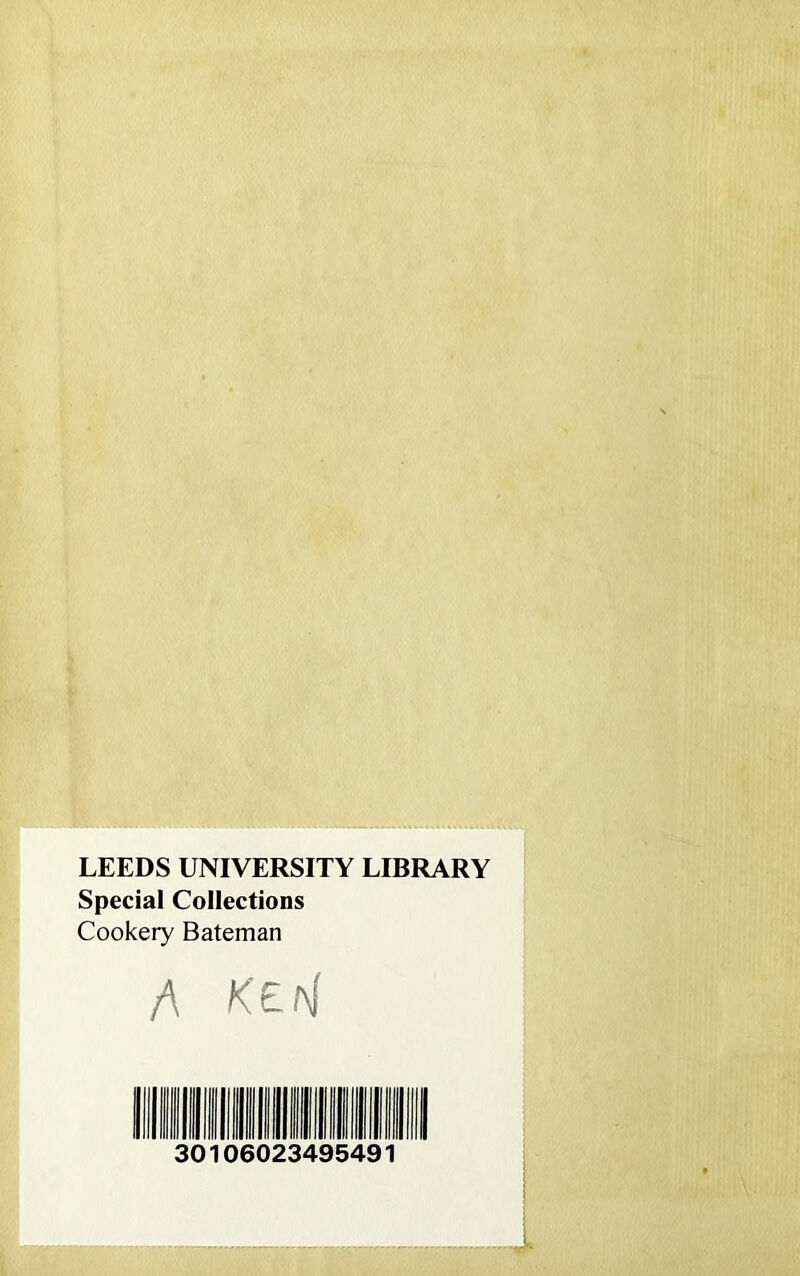 LEEDS UNIVERSITY LIBRARY
Special Collections
Cookery Bateman
A KEN
30106023495491